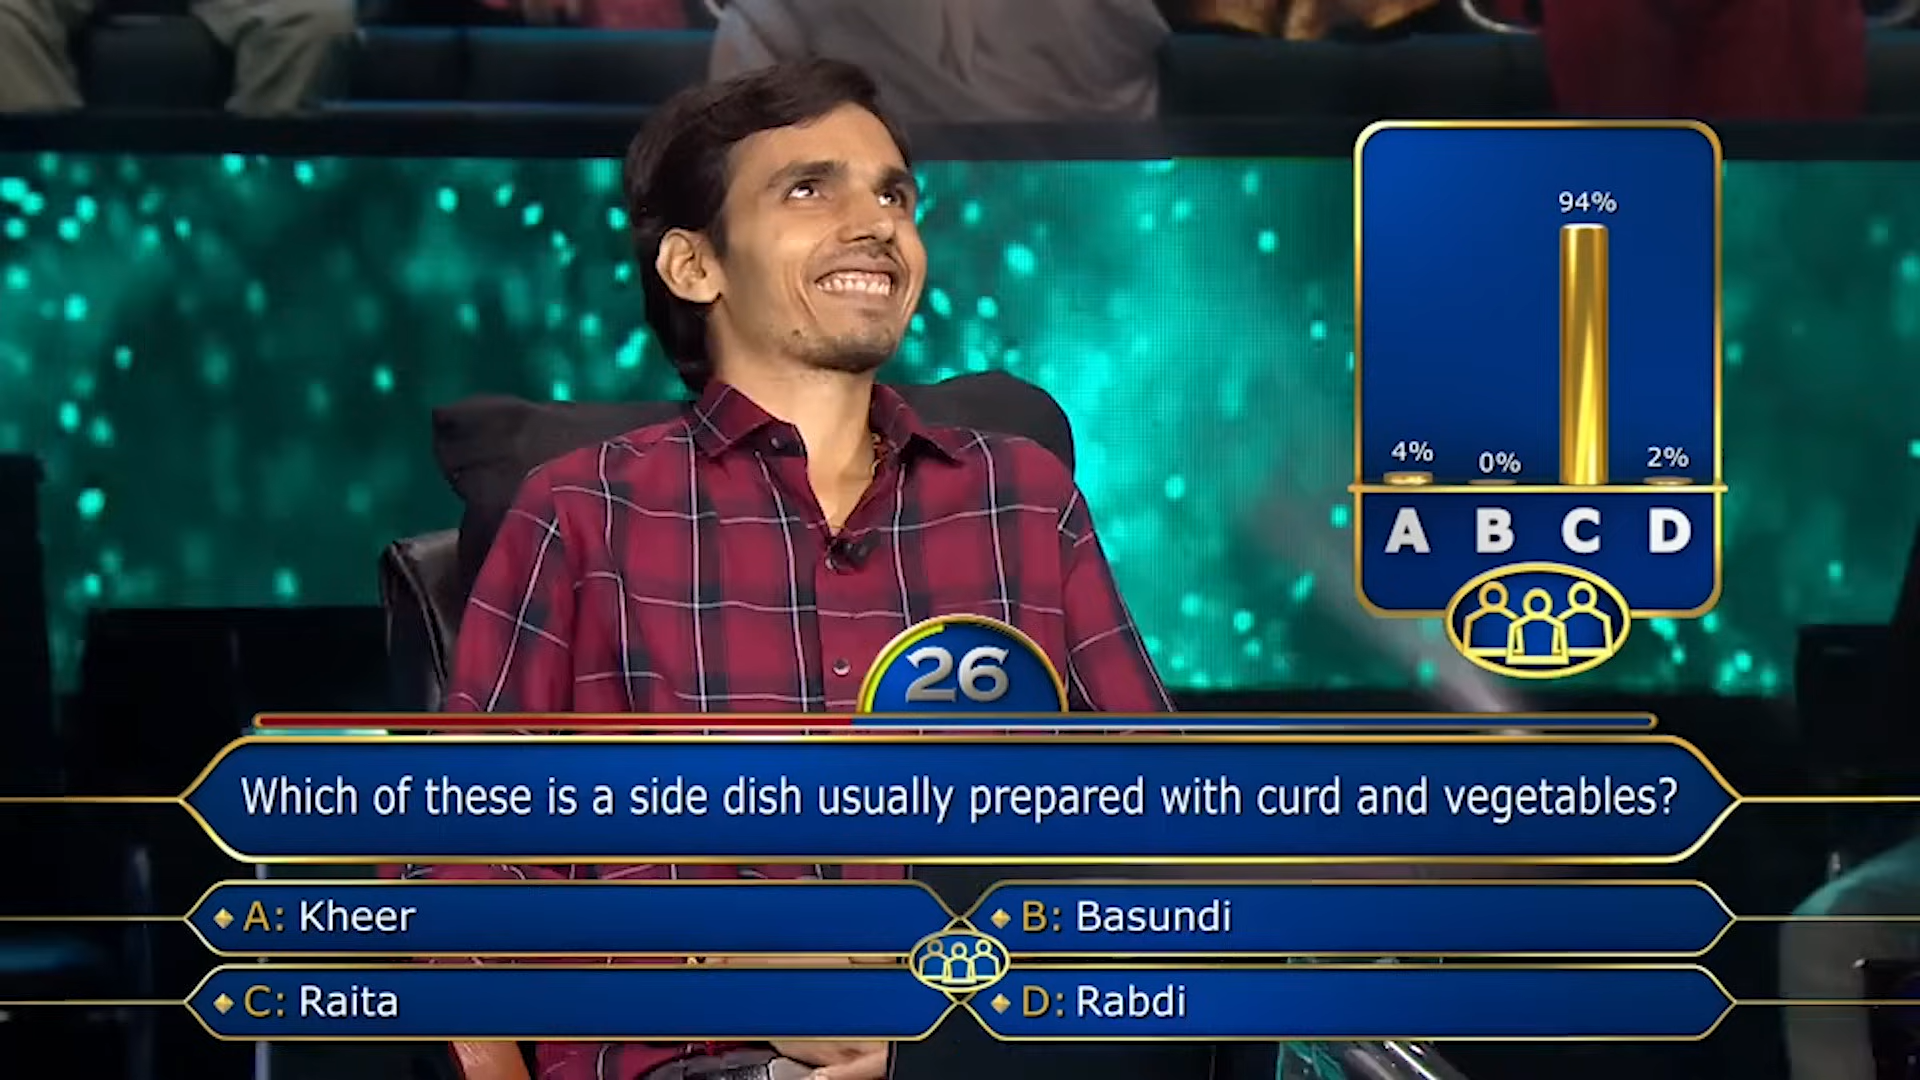 94%
4%
0%
2%
A B C D
26
Which of these is a side dish usually prepared with curd and vegetables?
A: Kheer
B: Basundi
C: Raita
D: Rabdi